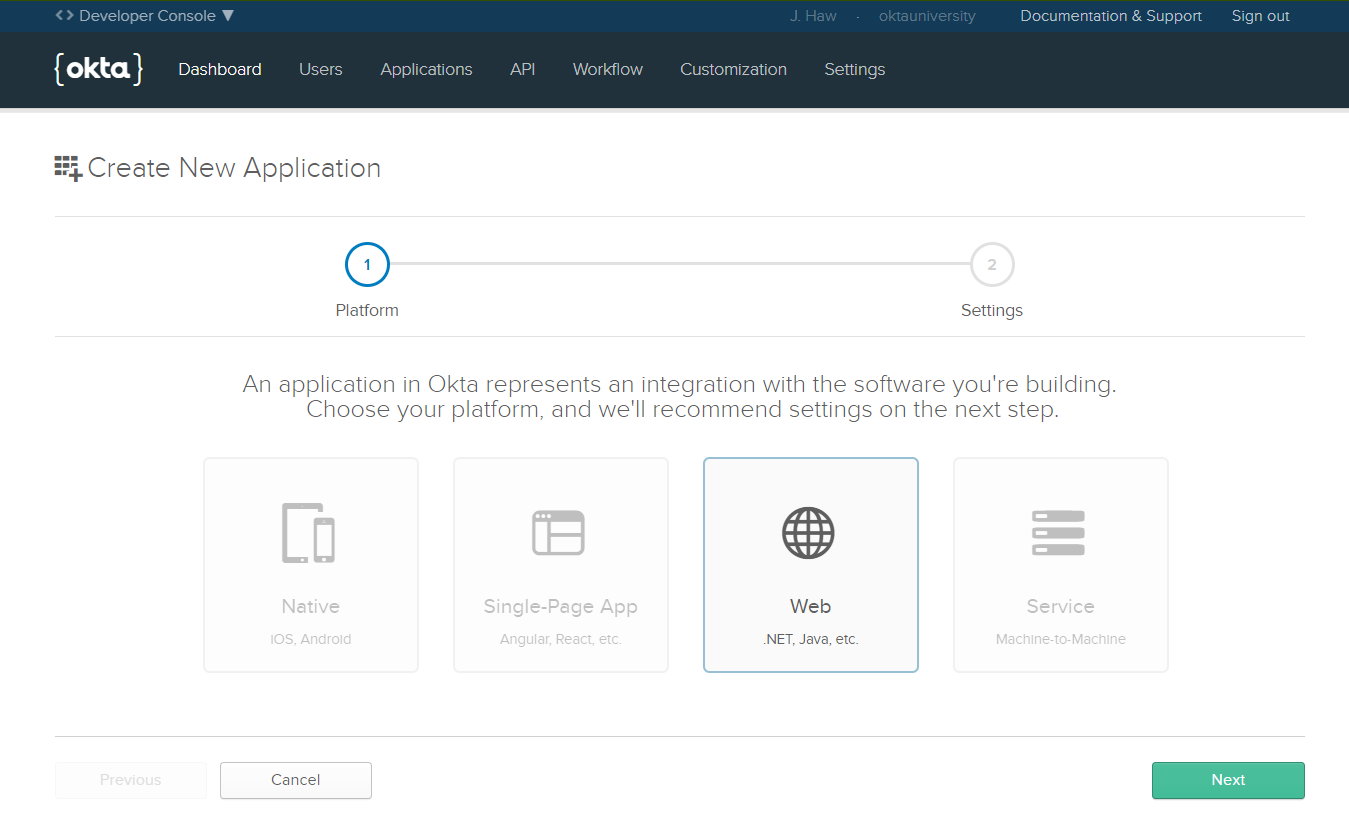 <> Developer Console ▼ J. Haw · oktauniversity Documentation & Support Sign out
{okta} Dashboard Users Applications API Workflow Customization Settings
Create New Application
1 2
Platform Settings
An application in Okta represents an integration with the software you're building.
Choose your platform, and we'll recommend settings on the next step.
Native Single-Page App Web Service
iOS, Android Angular, React, etc. .NET, Java, etc. Machine-to-Machine
Previous Cancel Next